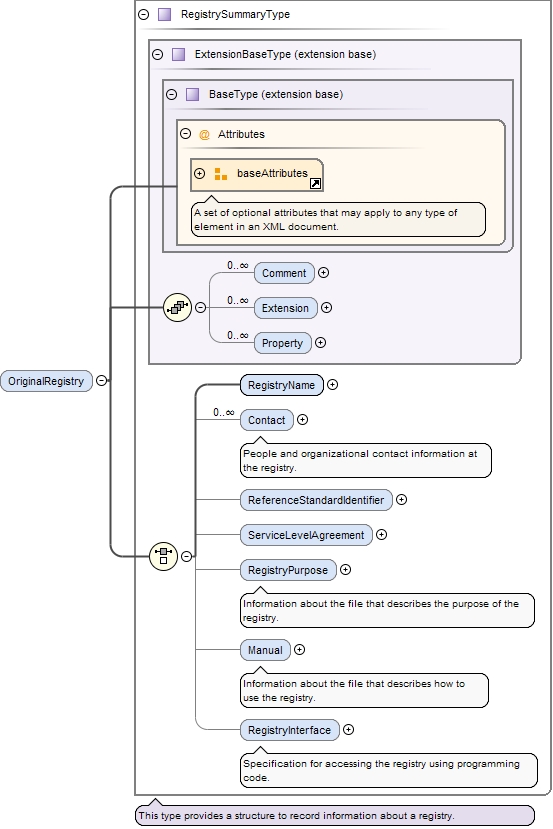 RegistrySummaryType
ExtensionBaseType (extension base)
BaseType (extension base)
@ Attributes
baseAttributes
A set of optional attributes that may apply to any type of
element in an XML document.
0..∞
Comment
0..∞
Extension
0..∞
Property
OriginalRegistry
RegistryName
0..∞
Contact
People and organizational contact information at
the registry.
ReferenceStandardIdentifier
ServiceLevelAgreement
RegistryPurpose
Information about the file that describes the purpose of the
registry.
Manual
Information about the file that describes how to
use the registry.
RegistryInterface
Specification for accessing the registry using programming
code.
This type provides a structure to record information about a registry.